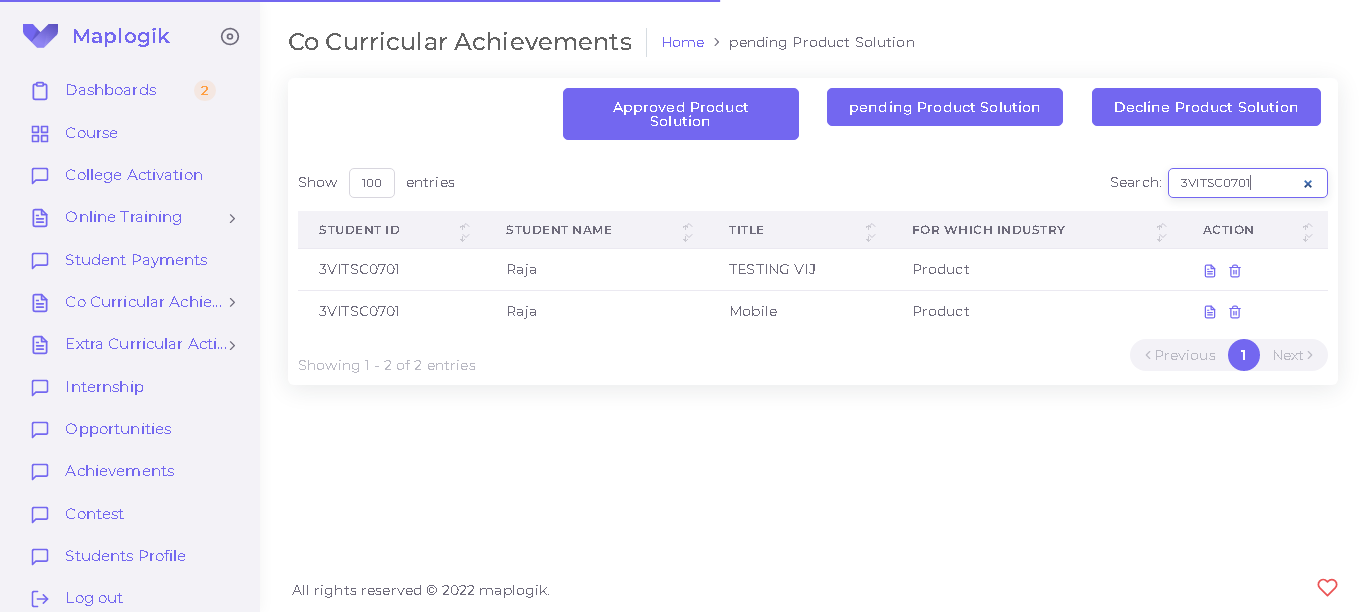 Maplogik
Dashboards 2
Course
College Activation
Online Training
Student Payments
Co Curricular Achie...
Extra Curricular Acti...
Internship
Opportunities
Achievements
Contest
Students Profile
Log out
Co Curricular Achievements
Home > pending Product Solution
Approved Product
Solution
pending Product Solution
Decline Product Solution
Show 100 entries
Search: 3VITSC0701
STUDENT ID STUDENT NAME TITLE FOR WHICH INDUSTRY ACTION
3VITSC0701 Raja TESTING VIJ Product
3VITSC0701 Raja Mobile Product
Showing 1 - 2 of 2 entries
Previous 1 Next
All rights reserved © 2022 maplogik.